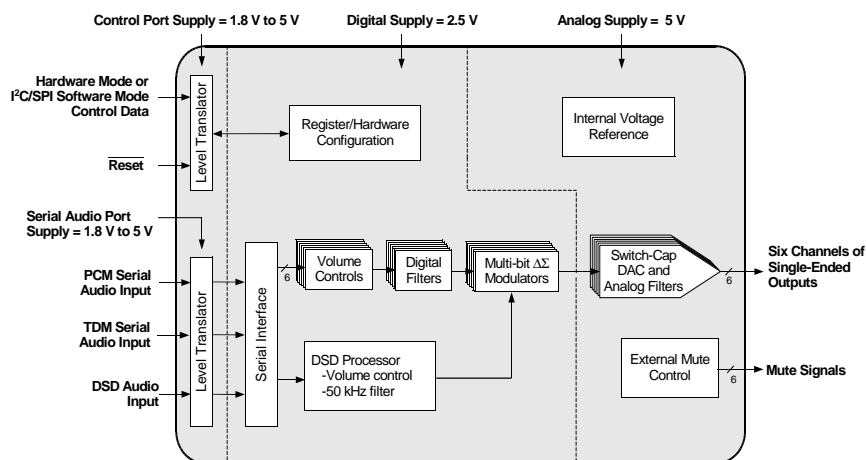 Control Port Supply = 1.8 V to 5 V
Digital Supply = 2.5 V
Analog Supply = 5 V
Hardware Mode or
I²C/SPI Software Mode
Control Data
Reset
Level Translator
Register/Hardware
Configuration
Internal Voltage
Reference
Serial Audio Port
Supply = 1.8 V to 5 V
PCM Serial
Audio Input
TDM Serial
Audio Input
DSD Audio
Input
Level Translator
Serial Interface
6
Volume
Controls
Digital
Filters
Multi-bit ΔΣ
Modulators
Switch-Cap
DAC and
Analog Filters
6
Six Channels of
Single-Ended
Outputs
DSD Processor
-Volume control
-50 kHz filter
External Mute
Control
6
Mute Signals